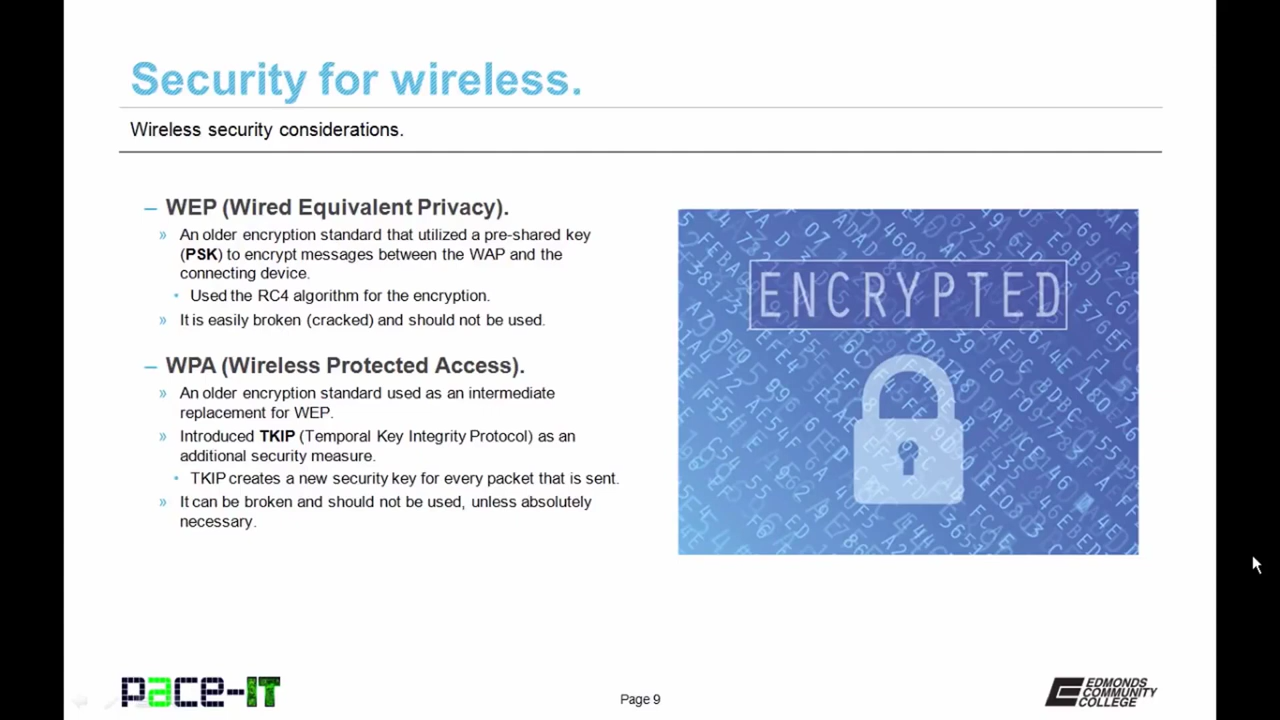 Security for wireless.
Wireless security considerations.
– WEP (Wired Equivalent Privacy).
» An older encryption standard that utilized a pre-shared key
(PSK) to encrypt messages between the WAP and the
connecting device.
• Used the RC4 algorithm for the encryption.
» It is easily broken (cracked) and should not be used.
– WPA (Wireless Protected Access).
» An older encryption standard used as an intermediate
replacement for WEP.
» Introduced TKIP (Temporal Key Integrity Protocol) as an
additional security measure.
• TKIP creates a new security key for every packet that is sent.
» It can be broken and should not be used, unless absolutely
necessary.
ENCRYPTED
pace-IT
Page 9
EDMONDS
COMMUNITY
COLLEGE